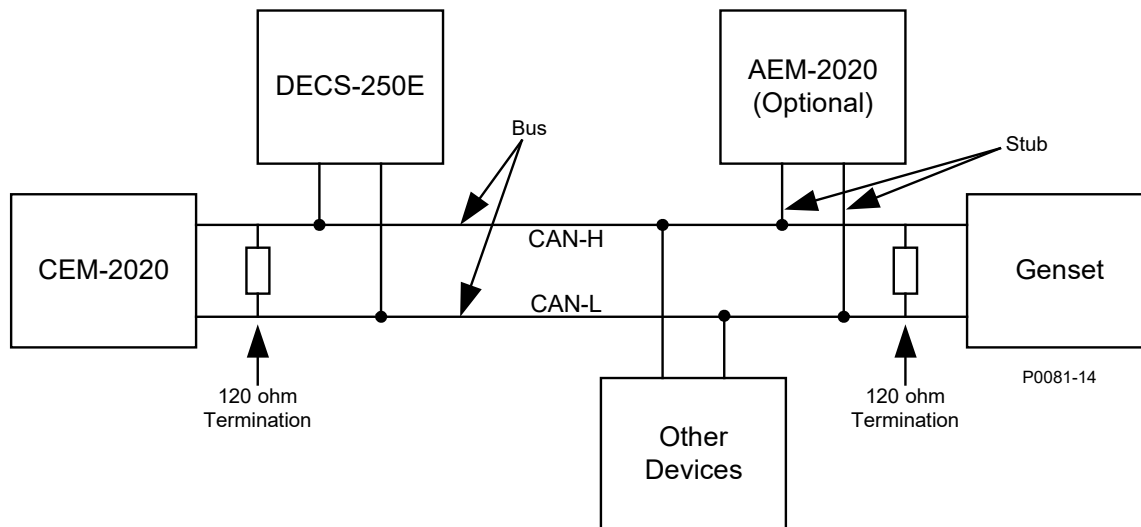 DECS-250E
AEM-2020
(Optional)
Bus
Stub
CEM-2020
CAN-H
CAN-L
Genset
P0081-14
120 ohm
Termination
Other
Devices
120 ohm
Termination